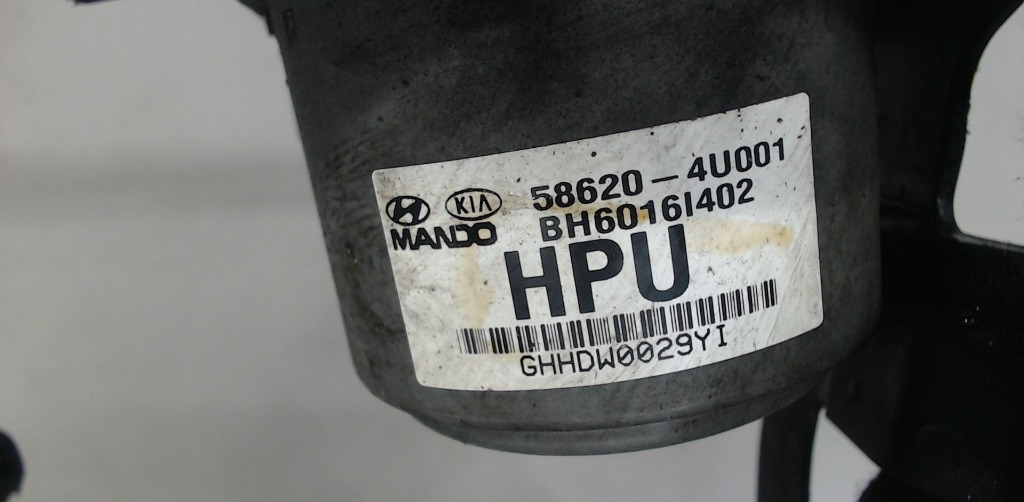 58620-4U001
KIA
BH6016I402
MANDO
HPU
GHHDW0029YI